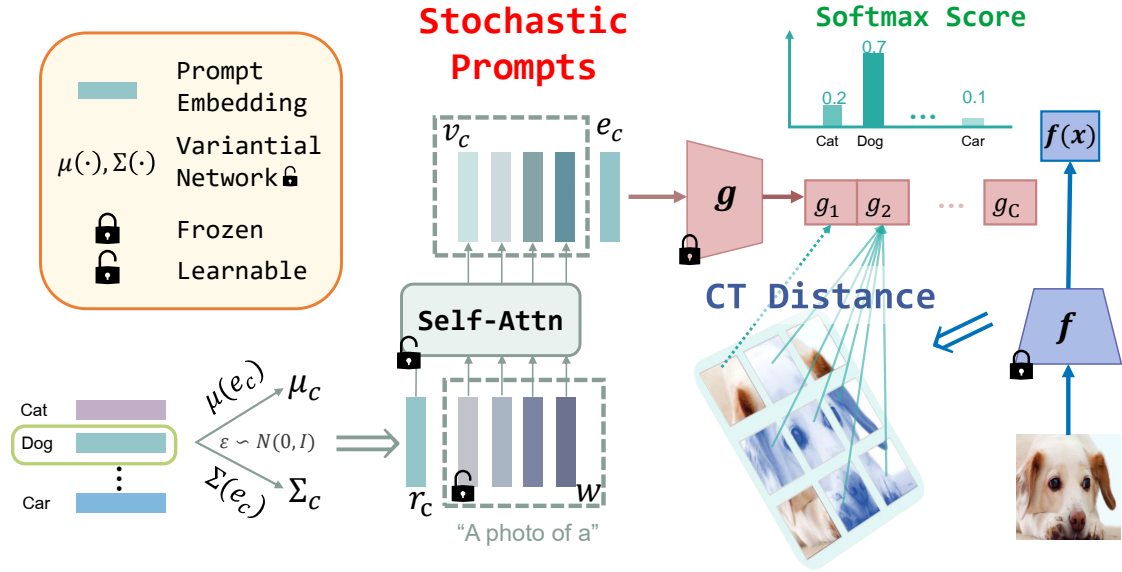 Stochastic
Prompts
Softmax Score
Prompt
Embedding
μ(·), Σ(·)
Variantial
Network
Frozen
Learnable
0.2
0.7
0.1
Cat
Dog
...
Car
f(x)
v_c
e_c
g
g_1
g_2
...
g_C
CT Distance
f
Self-Attn
Cat
Dog
Car
μ(e_c)
μ_c
ε ∽ N(0, I)
Σ(e_c)
Σ_c
r_c
w
“A photo of a”